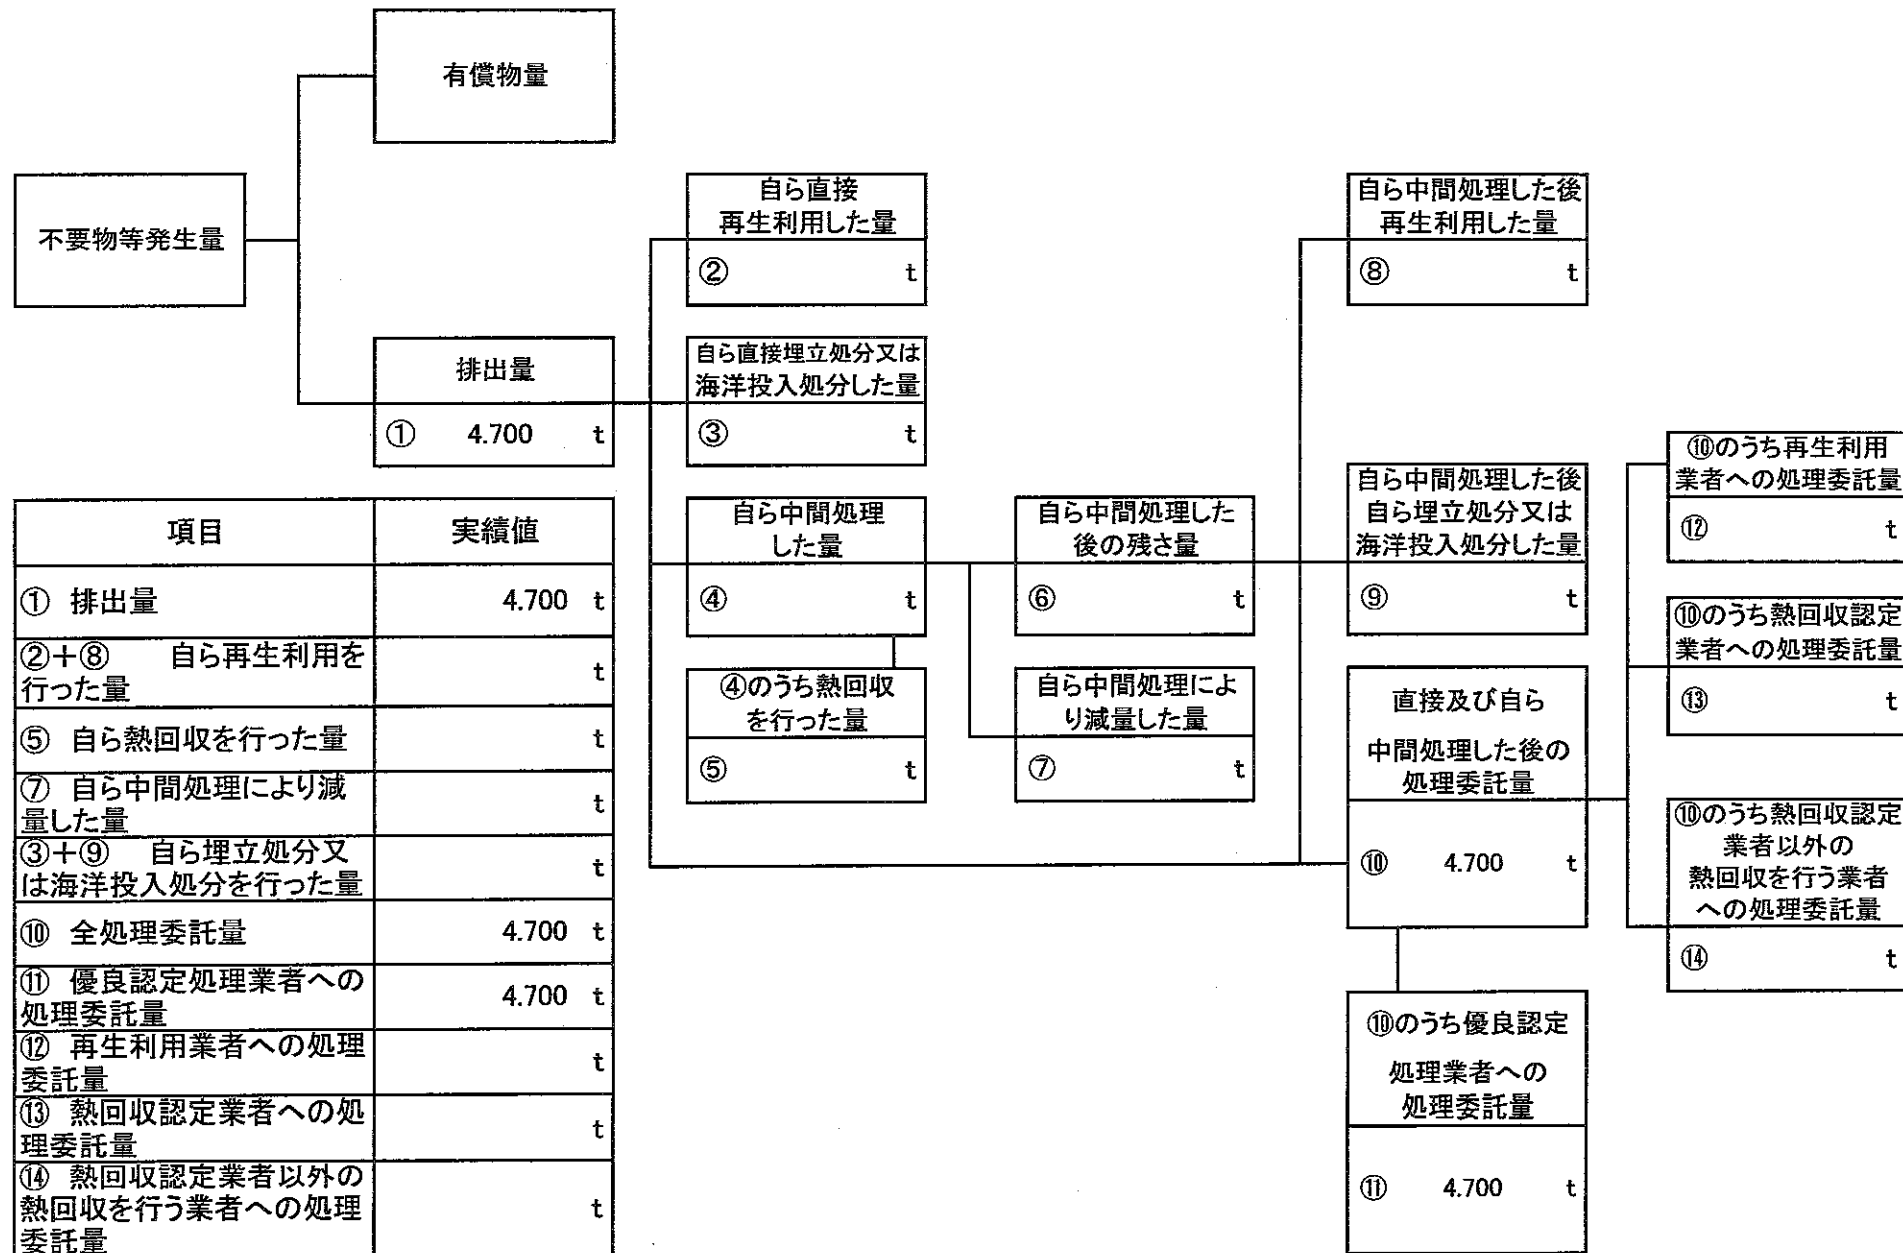 有償物量
不要物等発生量
排出量
① 4.700 t
自ら直接
再生利用した量
② t
自ら直接埋立処分又は
海洋投入処分した量
③ t
自ら中間処理
した量
④ t
④のうち熱回収
を行った量
⑤ t
自ら中間処理した
後の残さ量
⑥ t
自ら中間処理によ
り減量した量
⑦ t
自ら中間処理した後
再生利用した量
⑧ t
自ら中間処理した後
自ら埋立処分又は
海洋投入処分した量
⑨ t
直接及び自ら
中間処理した後の
処理委託量
⑩ 4.700 t
⑩のうち優良認定
処理業者への
処理委託量
⑪ 4.700 t
⑩のうち再生利用
業者への処理委託量
⑫ t
⑩のうち熱回収認定
業者への処理委託量
⑬ t
⑩のうち熱回収認定
業者以外の
熱回収を行う業者
への処理委託量
⑭ t
項目 実績値
① 排出量 4.700 t
②+⑧ 自ら再生利用を
行った量 t
⑤ 自ら熱回収を行った量 t
⑦ 自ら中間処理により減
量した量 t
③+⑨ 自ら埋立処分又
は海洋投入処分を行った量 t
⑩ 全処理委託量 4.700 t
⑪ 優良認定処理業者への
処理委託量 4.700 t
⑫ 再生利用業者への処理
委託量 t
⑬ 熱回収認定業者への処
理委託量 t
⑭ 熱回収認定業者以外の
熱回収を行う業者への処理
委託量 t